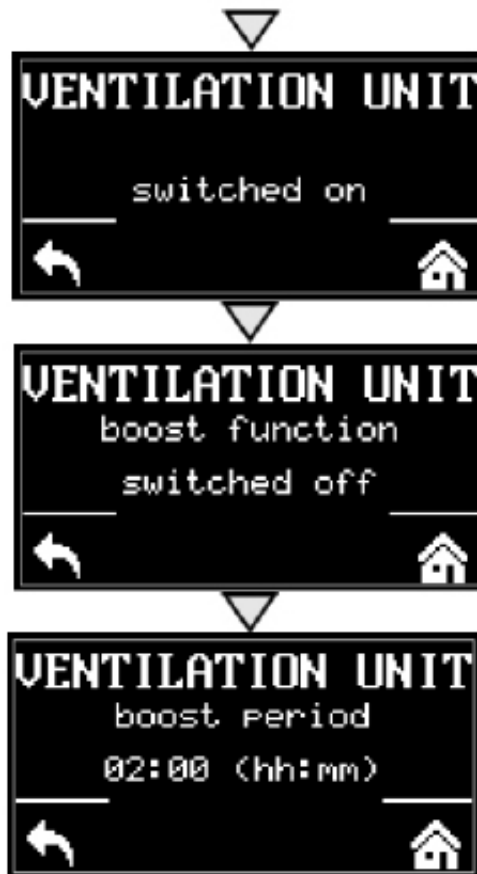 VENTILATION UNIT
switched on
VENTILATION UNIT
boost function
switched off
VENTILATION UNIT
boost period
02:00 (hh:mm)